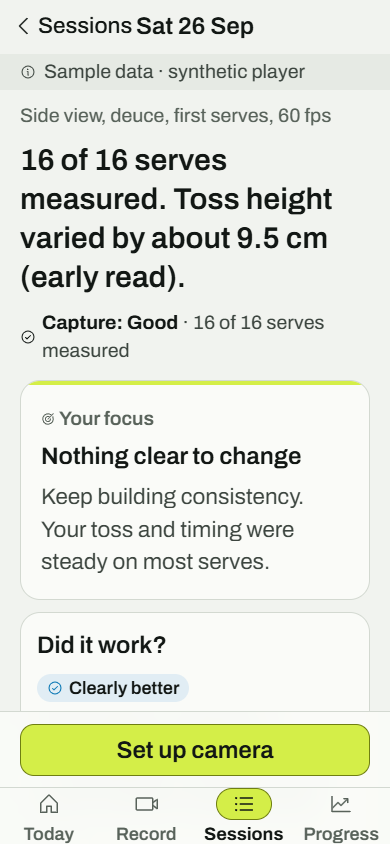 Sessions Sat 26 Sep
Sample data · synthetic player
Side view, deuce, first serves, 60 fps
16 of 16 serves
measured. Toss height
varied by about 9.5 cm
(early read).
Capture: Good · 16 of 16 serves
measured
Your focus
Nothing clear to change
Keep building consistency.
Your toss and timing were
steady on most serves.
Did it work?
Clearly better
Set up camera
Today Record Sessions Progress